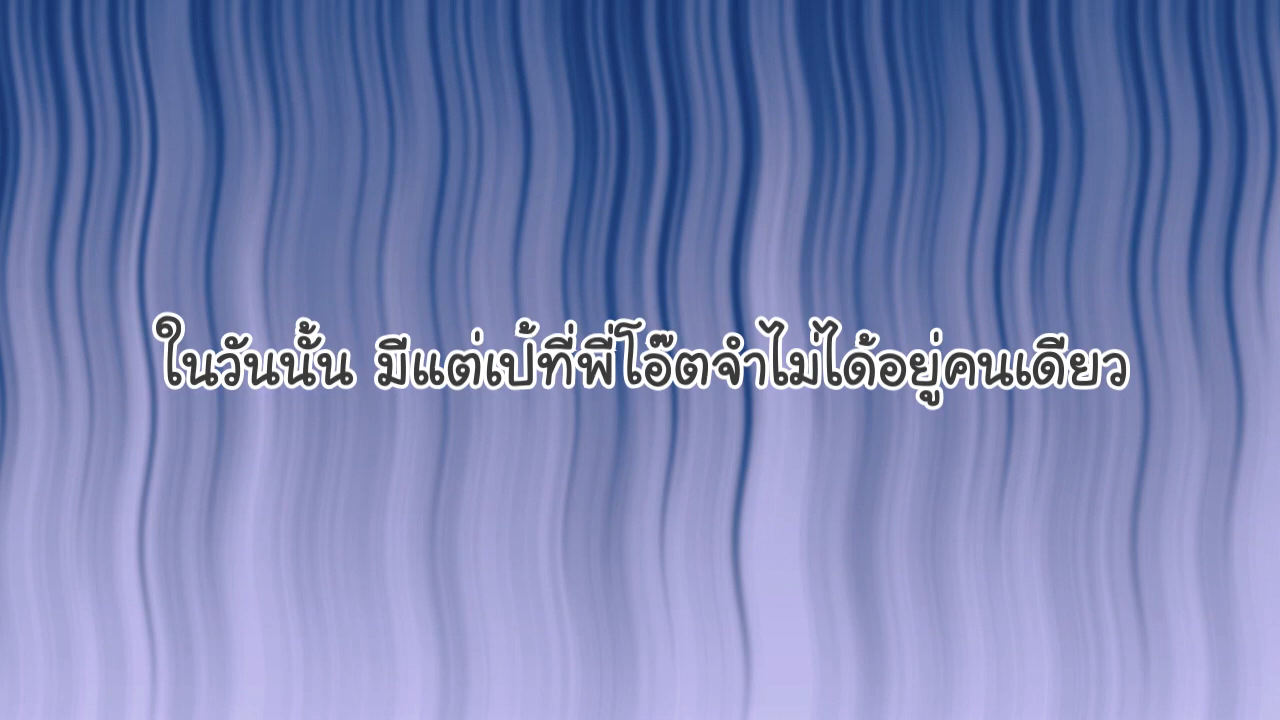 ในวันนั้น มีแต่เป้ที่พี่โอ๊ตจำไม่ได้อยู่คนเดียว